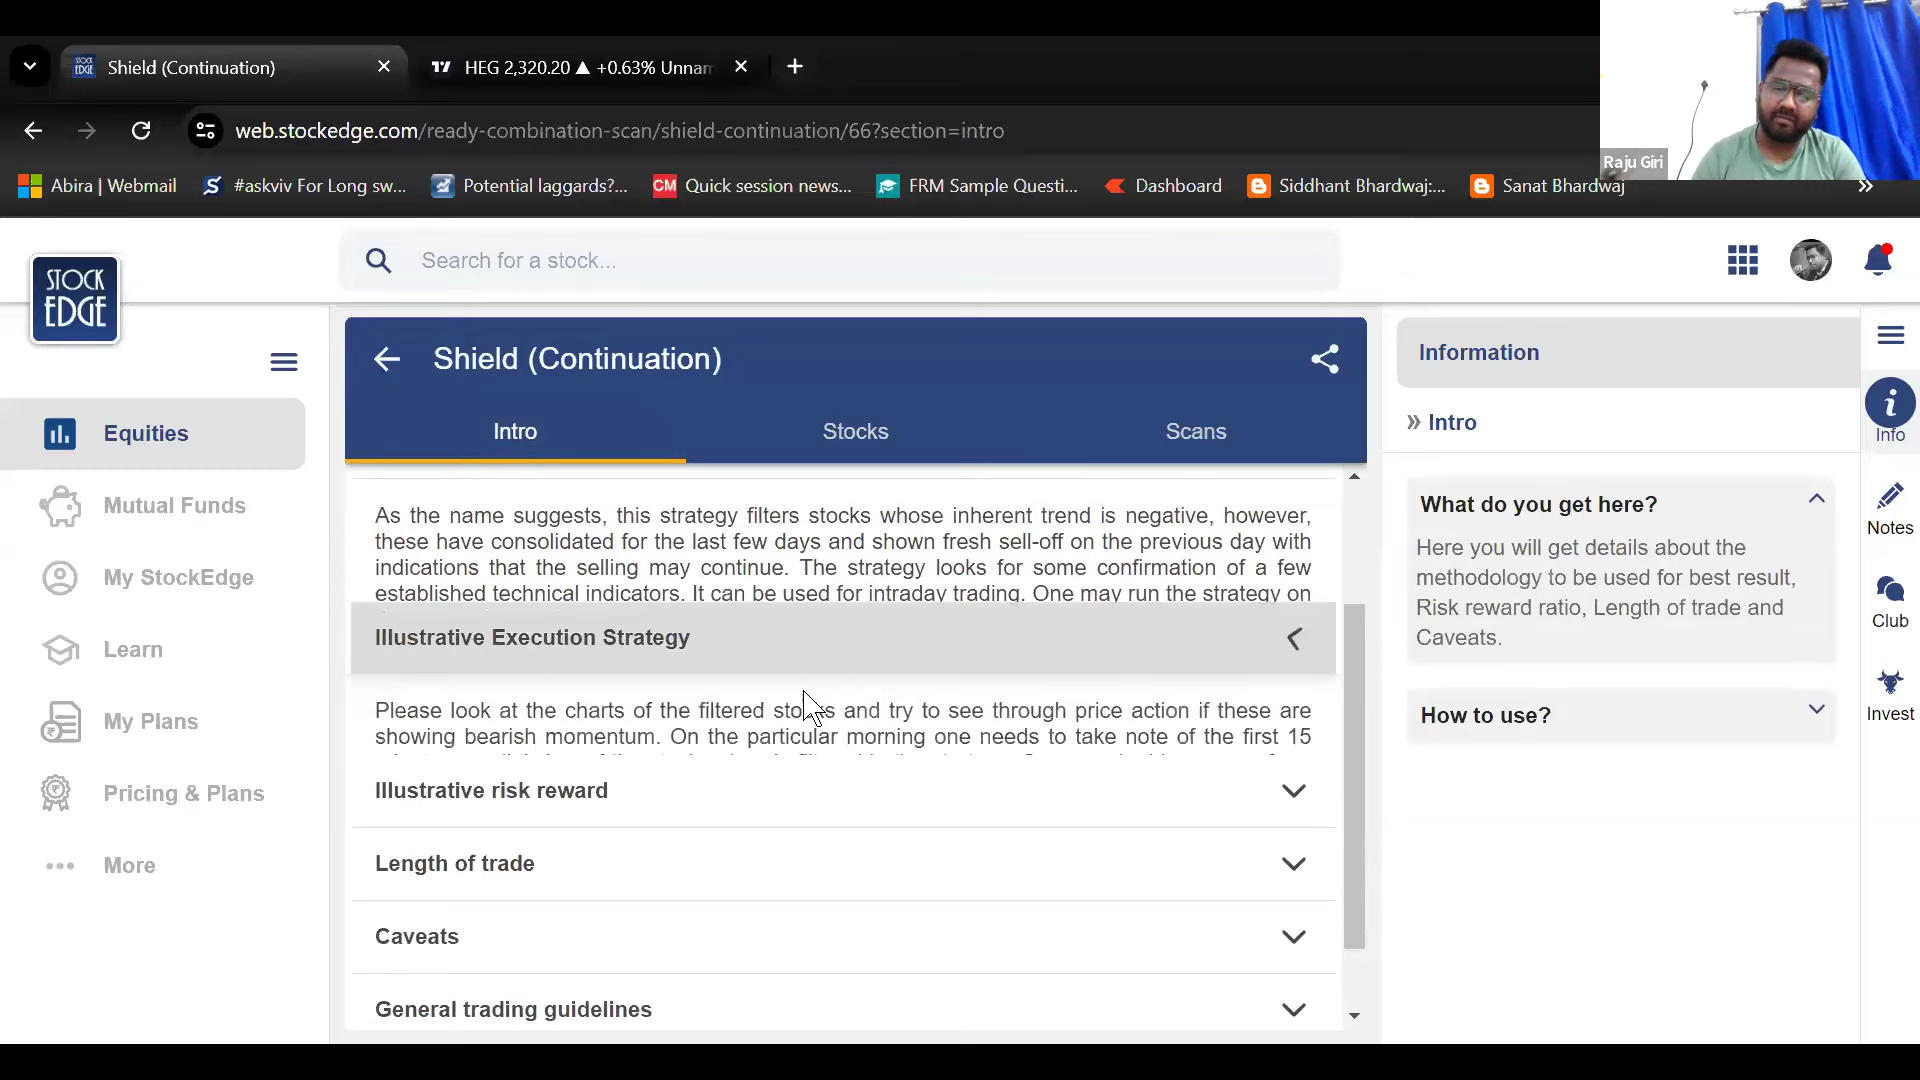 Shield (Continuation)
HEG 2,320.20 ▲ +0.63% Unnam
web.stockedge.com/ready-combination-scan/shield-continuation/66?section=intro
Raju Giri
Abira | Webmail
#askviv For Long sw...
Potential laggards?...
CM Quick session news...
FRM Sample Questi...
Dashboard
Siddhant Bhardwaj:...
Sanat Bhardwaj
STOCK
EDGE
Search for a stock...
Equities
Mutual Funds
My StockEdge
Learn
My Plans
Pricing & Plans
More
Shield (Continuation)
Intro
Stocks
Scans
As the name suggests, this strategy filters stocks whose inherent trend is negative, however,
these have consolidated for the last few days and shown fresh sell-off on the previous day with
indications that the selling may continue. The strategy looks for some confirmation of a few
established technical indicators. It can be used for intraday trading. One may run the strategy on
Illustrative Execution Strategy
Please look at the charts of the filtered stocks and try to see through price action if these are
showing bearish momentum. On the particular morning one needs to take note of the first 15
Illustrative risk reward
Length of trade
Caveats
General trading guidelines
Information
» Intro
What do you get here?
Here you will get details about the
methodology to be used for best result,
Risk reward ratio, Length of trade and
Caveats.
How to use?
Info
Notes
Club
Invest